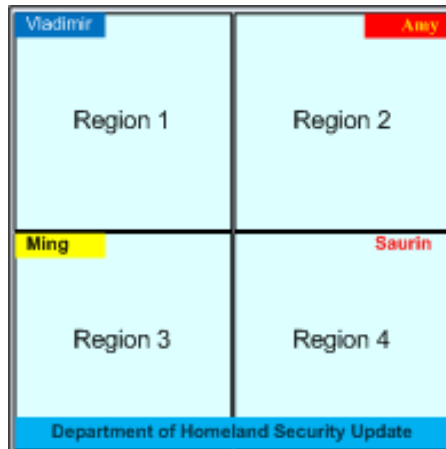 Vladimir
Amy
Region 1
Region 2
Ming
Saurin
Region 3
Region 4
Department of Homeland Security Update